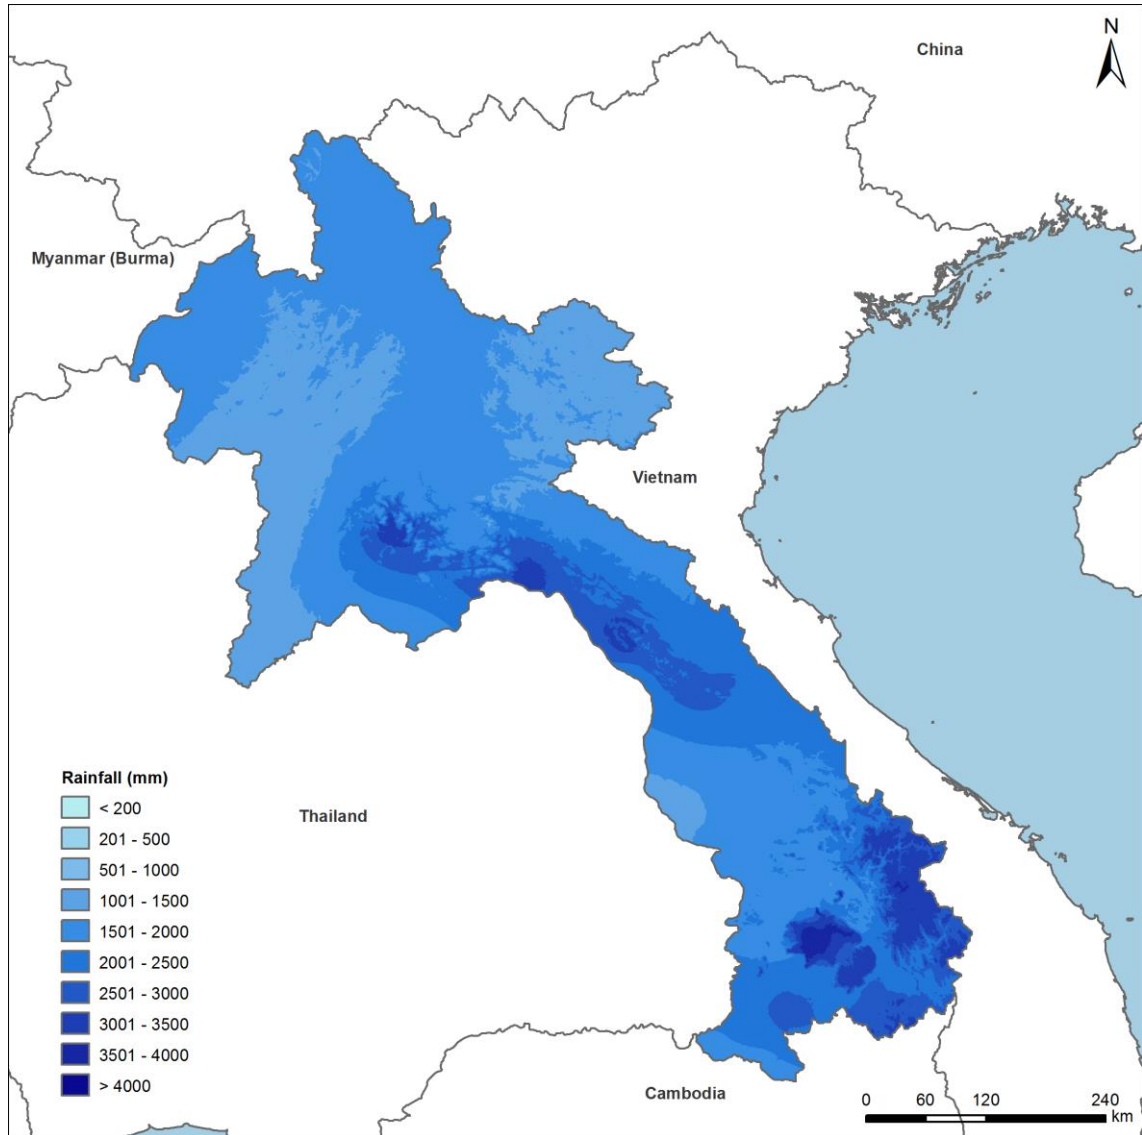 N
China
Myanmar (Burma)
Vietnam
Rainfall (mm)
< 200
201 - 500
501 - 1000
1001 - 1500
1501 - 2000
2001 - 2500
2501 - 3000
3001 - 3500
3501 - 4000
> 4000
Thailand
Cambodia
0 60 120 240
km